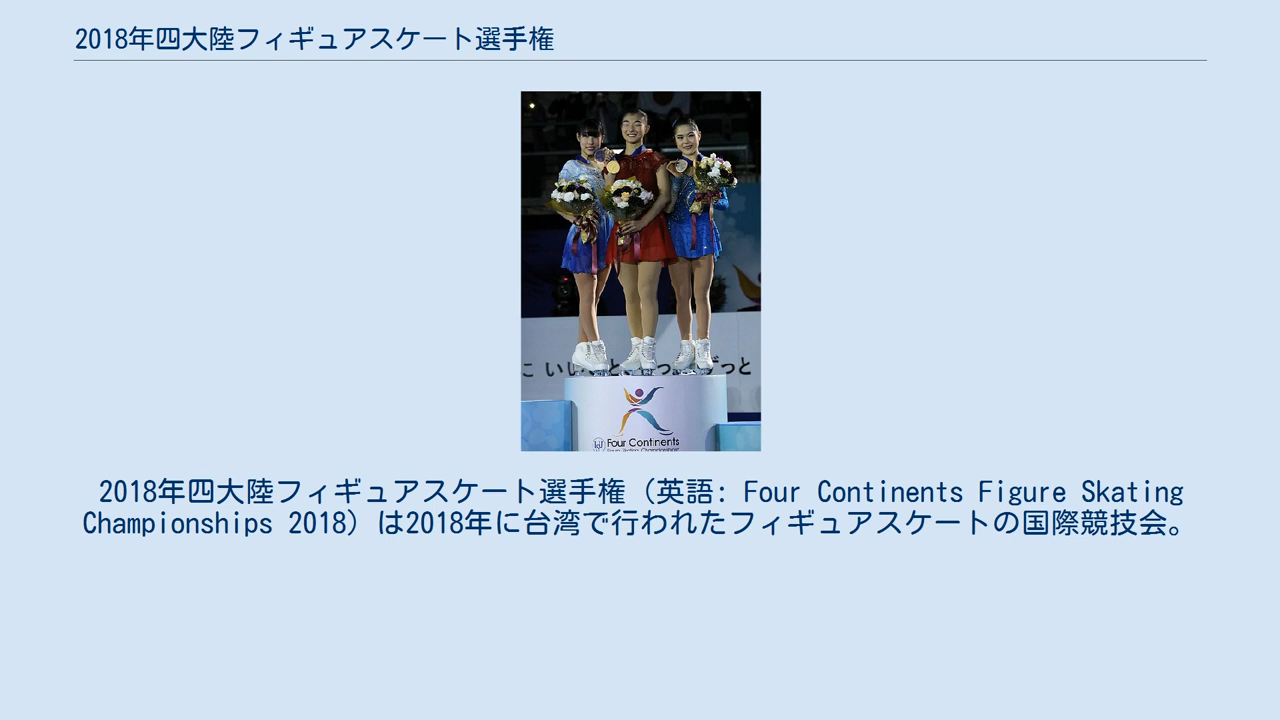 2018年四大陸フィギュアスケート選手権
Four Continents
2018年四大陸フィギュアスケート選手権（英語: Four Continents Figure Skating
Championships 2018）は2018年に台湾で行われたフィギュアスケートの国際競技会。